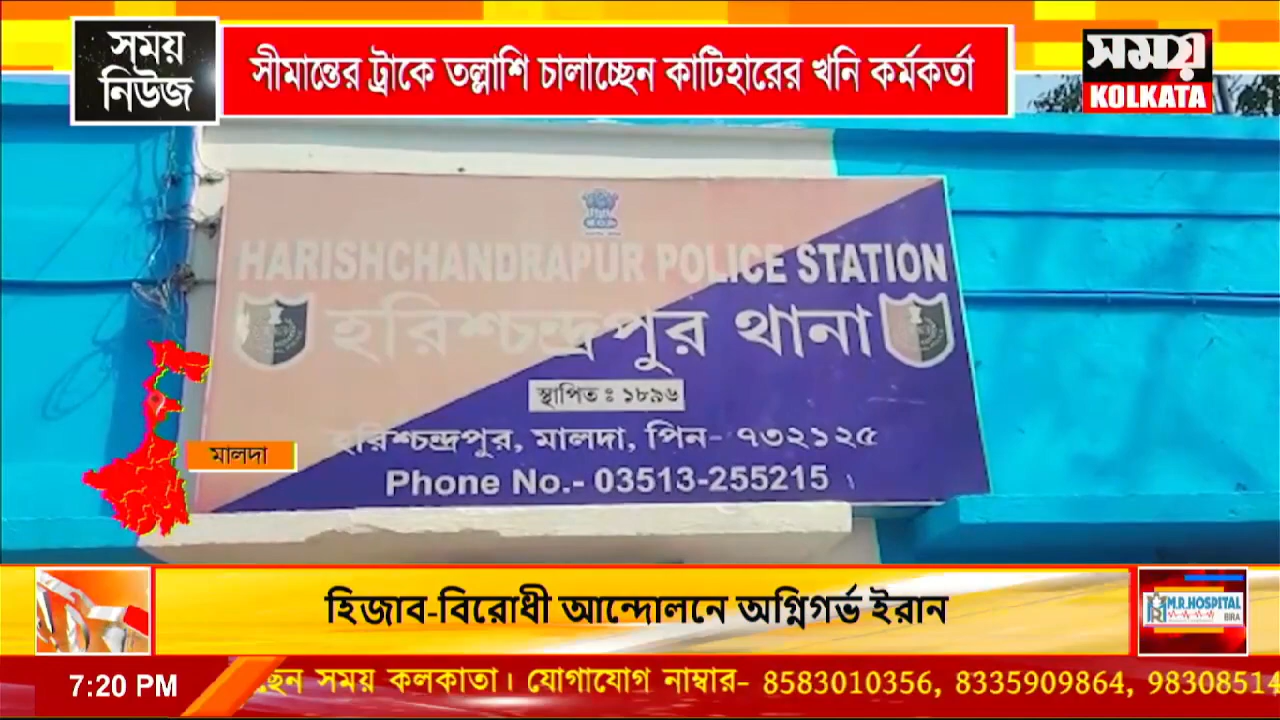 সময়
নিউজ
সীমান্তের ট্রাকে তল্লাশি চালাচ্ছেন কাটিহারের খনি কর্মকর্তা
সময়
KOLKATA
HARISHCHANDRAPUR POLICE STATION
হরিশ্চন্দ্রপুর থানা
স্থাপিত ঃ ১৮৯৬
হরিশ্চন্দ্রপুর, মালদা, পিন- ৭৩২১২৫
Phone No.- 03513-255215
মালদা
হিজাব-বিরোধী আন্দোলনে অগ্নিগর্ভ ইরান
M.R.HOSPITAL
BIRA
7:20 PM
সময় কলকাতা। যোগাযোগ নাম্বার- 8583010356, 8335909864, 98308514